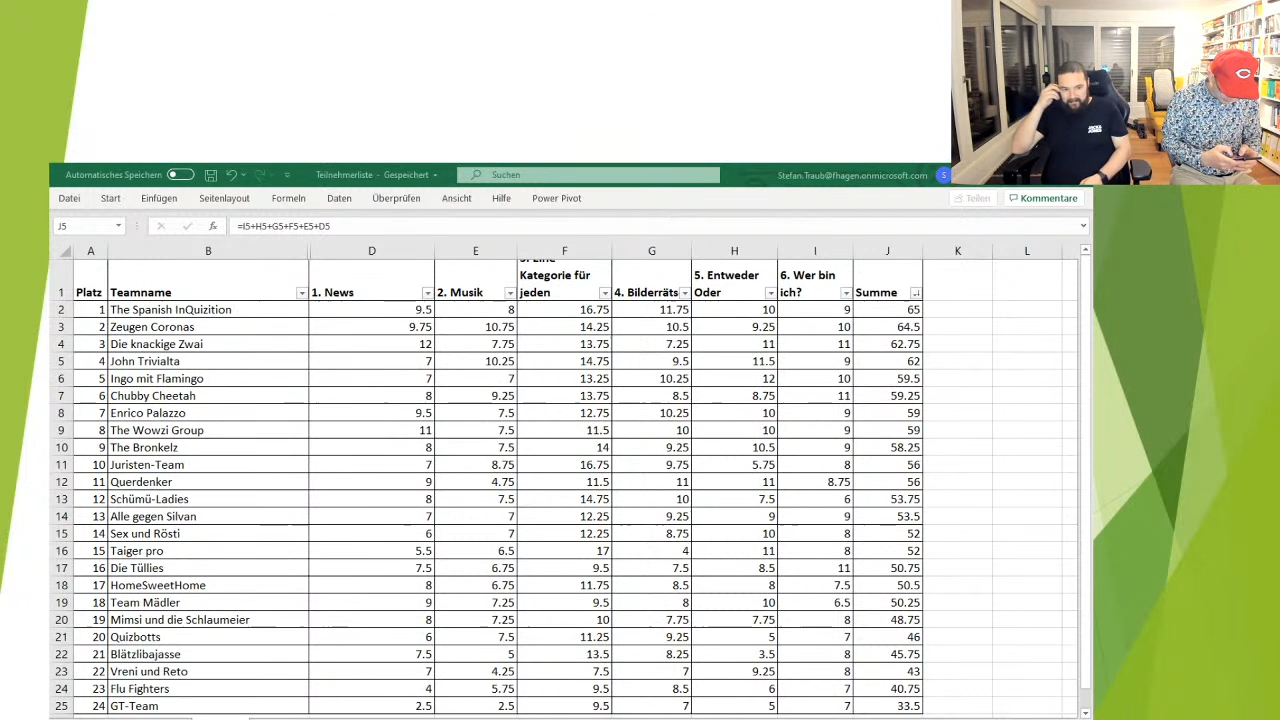 Automatisches Speichern Teilnehmerliste - Gespeichert Suchen Stefan.Traub@fhagen.onmicrosoft.com S
Datei Start Einfügen Seitenlayout Formeln Daten Überprüfen Ansicht Hilfe Power Pivot Teilen Kommentare
J5 fx =I5+H5+G5+F5+E5+D5
A B D E F G H I J K L
1 Platz Teamname 1. News 2. Musik 3. Eine Kategorie für jeden 4. Bilderräts 5. Entweder Oder 6. Wer bin ich? Summe
2 1 The Spanish InQuizition 9.5 8 16.75 11.75 10 9 65
3 2 Zeugen Coronas 9.75 10.75 14.25 10.5 9.25 10 64.5
4 3 Die knackige Zwai 12 7.75 13.75 7.25 11 11 62.75
5 4 John Trivialta 7 10.25 14.75 9.5 11.5 9 62
6 5 Ingo mit Flamingo 7 7 13.25 10.25 12 10 59.5
7 6 Chubby Cheetah 8 9.25 13.75 8.5 8.75 11 59.25
8 7 Enrico Palazzo 9.5 7.5 12.75 10.25 10 9 59
9 8 The Wowzi Group 11 7.5 11.5 10 10 9 59
10 9 The Bronkelz 8 7.5 14 9.25 10.5 9 58.25
11 10 Juristen-Team 7 8.75 16.75 9.75 5.75 8 56
12 11 Querdenker 9 4.75 11.5 11 11 8.75 56
13 12 Schümü-Ladies 8 7.5 14.75 10 7.5 6 53.75
14 13 Alle gegen Silvan 7 7 12.25 9.25 9 9 53.5
15 14 Sex und Rösti 6 7 12.25 8.75 10 8 52
16 15 Taiger pro 5.5 6.5 17 4 11 8 52
17 16 Die Tüllies 7.5 6.75 9.5 7.5 8.5 11 50.75
18 17 HomeSweetHome 8 6.75 11.75 8.5 8 7.5 50.5
19 18 Team Mädler 9 7.25 9.5 8 10 6.5 50.25
20 19 Mimsi und die Schlaumeier 8 7.25 10 7.75 7.75 8 48.75
21 20 Quizbotts 6 7.5 11.25 9.25 5 7 46
22 21 Blätzlibajasse 7.5 5 13.5 8.25 3.5 8 45.75
23 22 Vreni und Reto 7 4.25 7.5 7 9.25 8 43
24 23 Flu Fighters 4 5.75 9.5 8.5 6 7 40.75
25 24 GT-Team 2.5 2.5 9.5 7 5 7 33.5